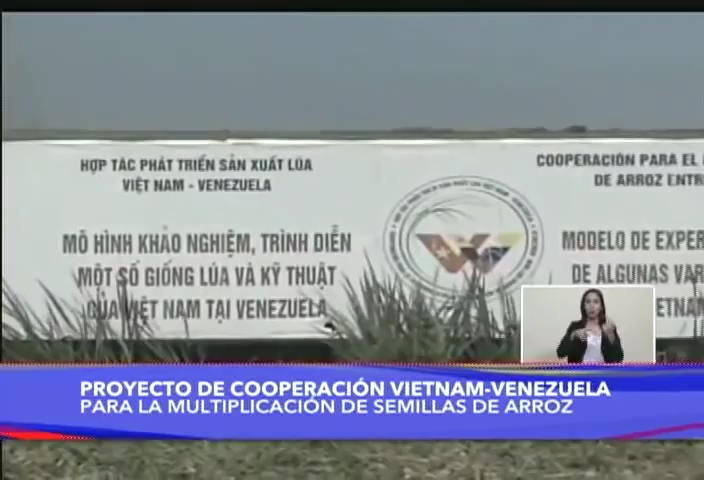 HỢP TÁC PHÁT TRIỂN SẢN XUẤT LÚA
VIỆT NAM - VENEZUELA
MÔ HÌNH KHẢO NGHIỆM, TRÌNH DIỄN
MỘT SỐ GIỐNG LÚA VÀ KỸ THUẬT
CỦA VIỆT NAM TẠI VENEZUELA
COOPERACIÓN PARA EL
DE ARROZ ENTR
MODELO DE EXPER
DE ALGUNAS VAR
IETNAM
PROYECTO DE COOPERACIÓN VIETNAM-VENEZUELA
PARA LA MULTIPLICACIÓN DE SEMILLAS DE ARROZ